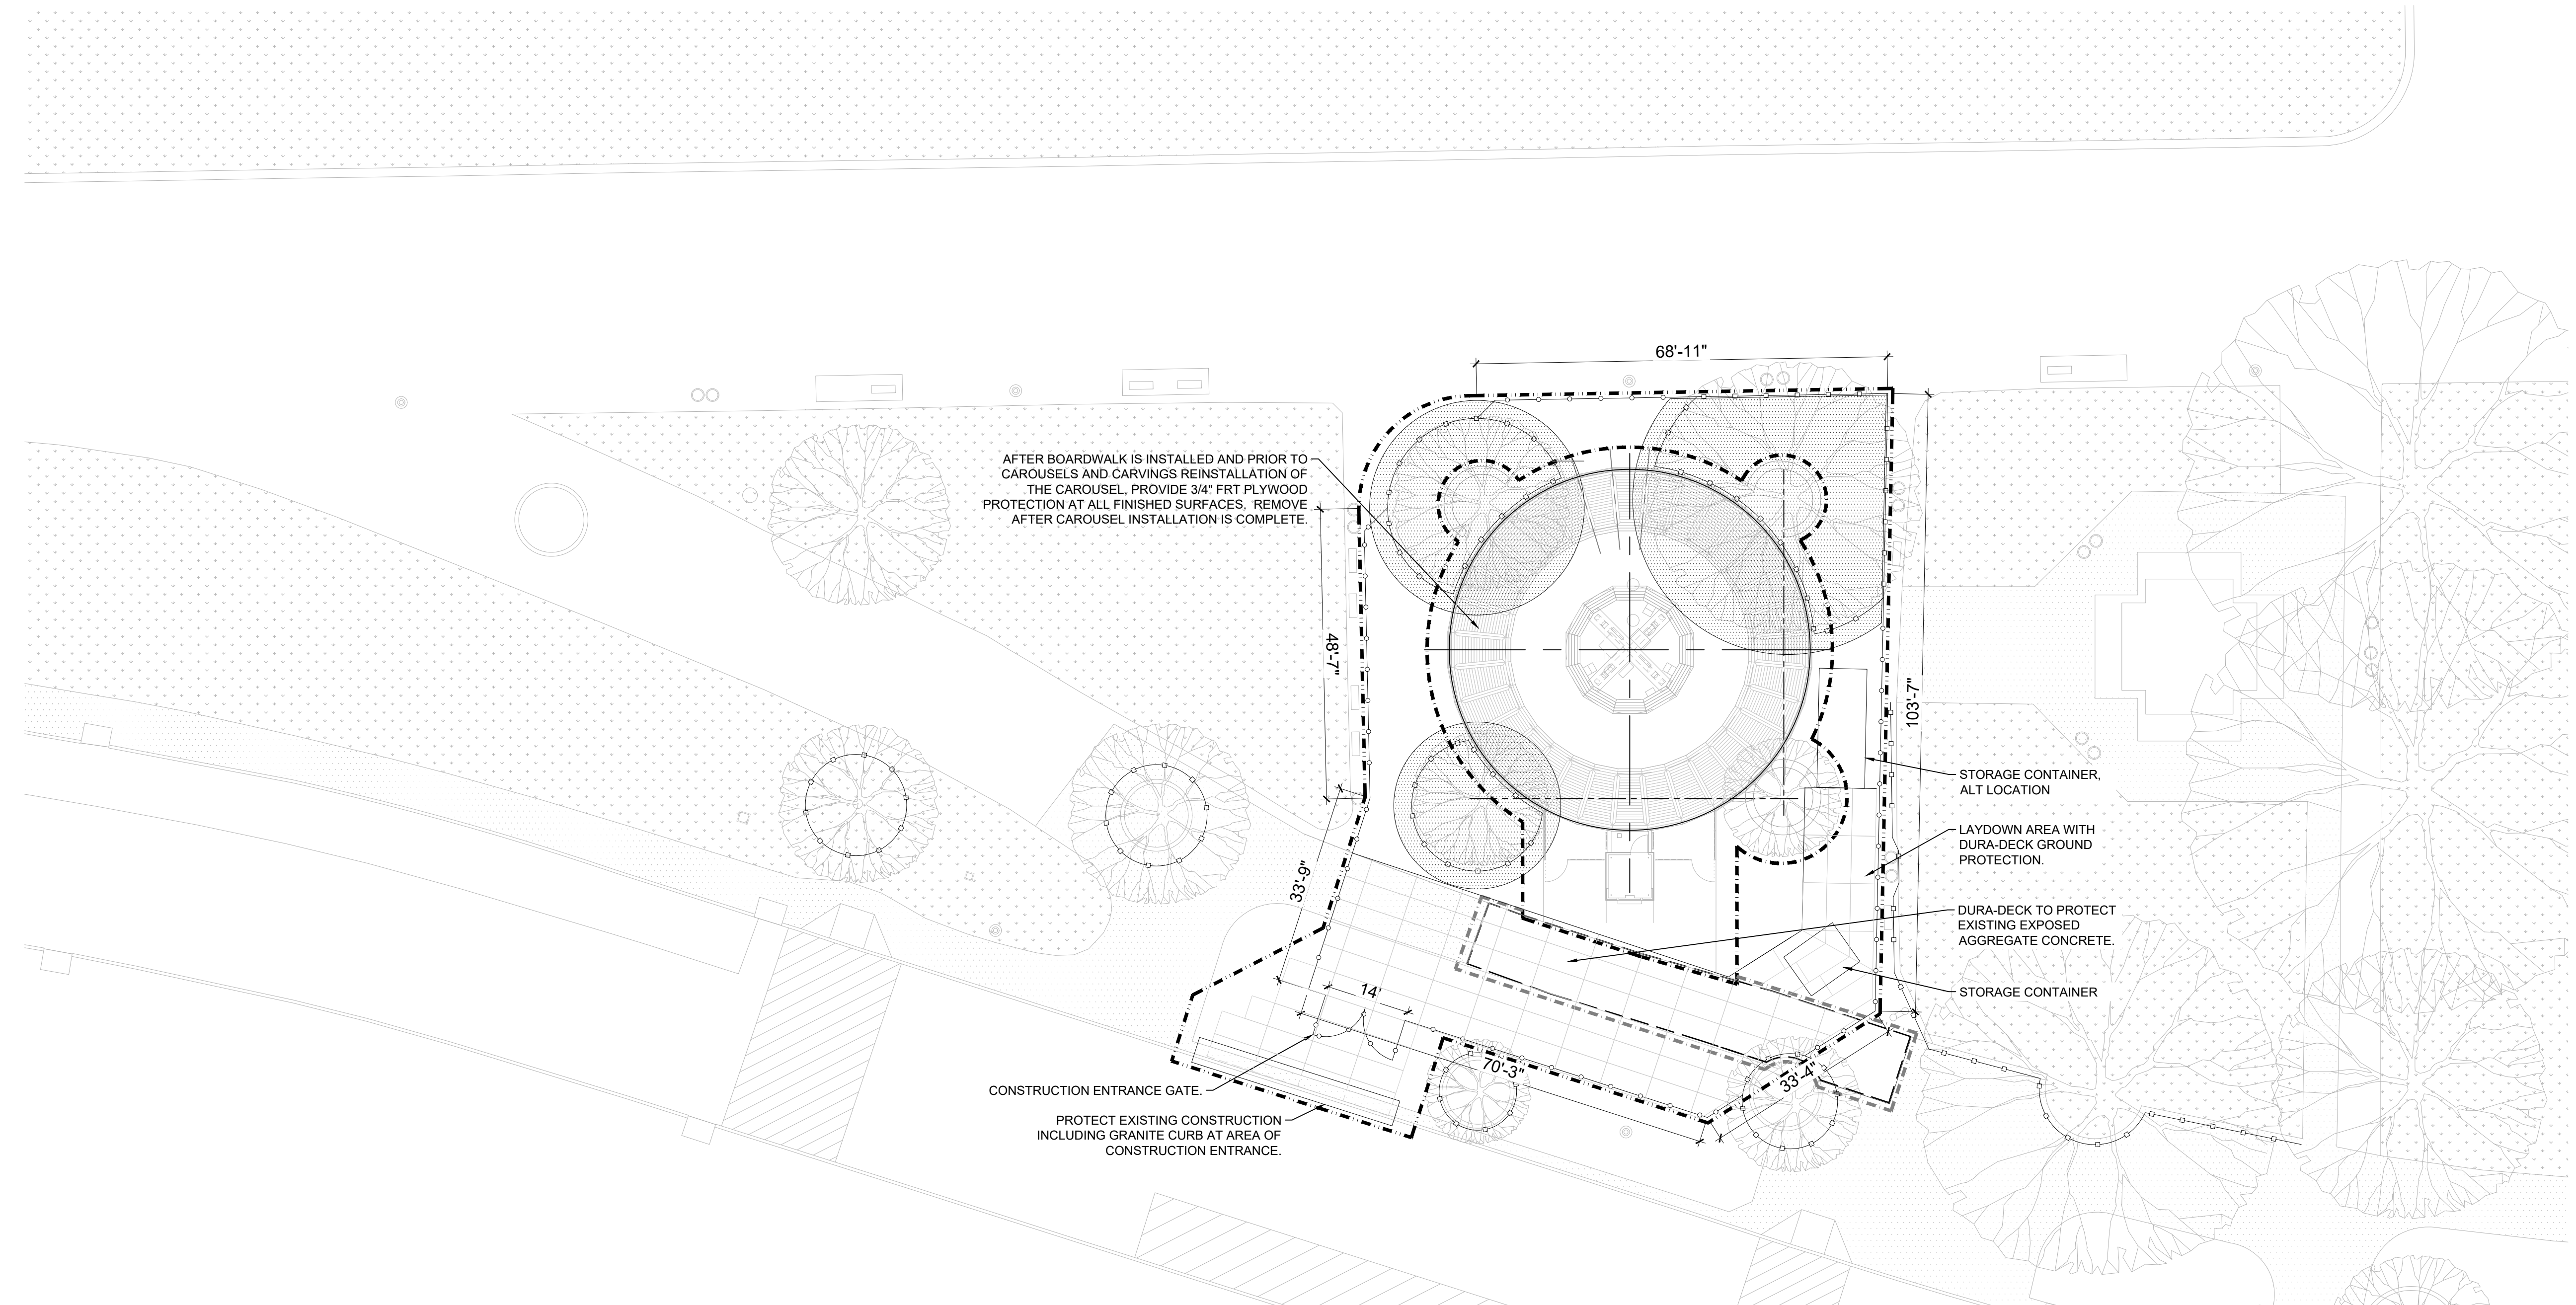 68'-11"
AFTER BOARDWALK IS INSTALLED AND PRIOR TO
CAROUSELS AND CARVINGS REINSTALLATION OF
THE CAROUSEL, PROVIDE 3/4" FRT PLYWOOD
PROTECTION AT ALL FINISHED SURFACES. REMOVE
AFTER CAROUSEL INSTALLATION IS COMPLETE.
48'-7"
103'-7"
STORAGE CONTAINER,
ALT LOCATION
LAYDOWN AREA WITH
DURA-DECK GROUND
PROTECTION.
33'-9"
DURA-DECK TO PROTECT
EXISTING EXPOSED
AGGREGATE CONCRETE.
STORAGE CONTAINER
14'
70'-3"
33'-4"
CONSTRUCTION ENTRANCE GATE.
PROTECT EXISTING CONSTRUCTION
INCLUDING GRANITE CURB AT AREA OF
CONSTRUCTION ENTRANCE.